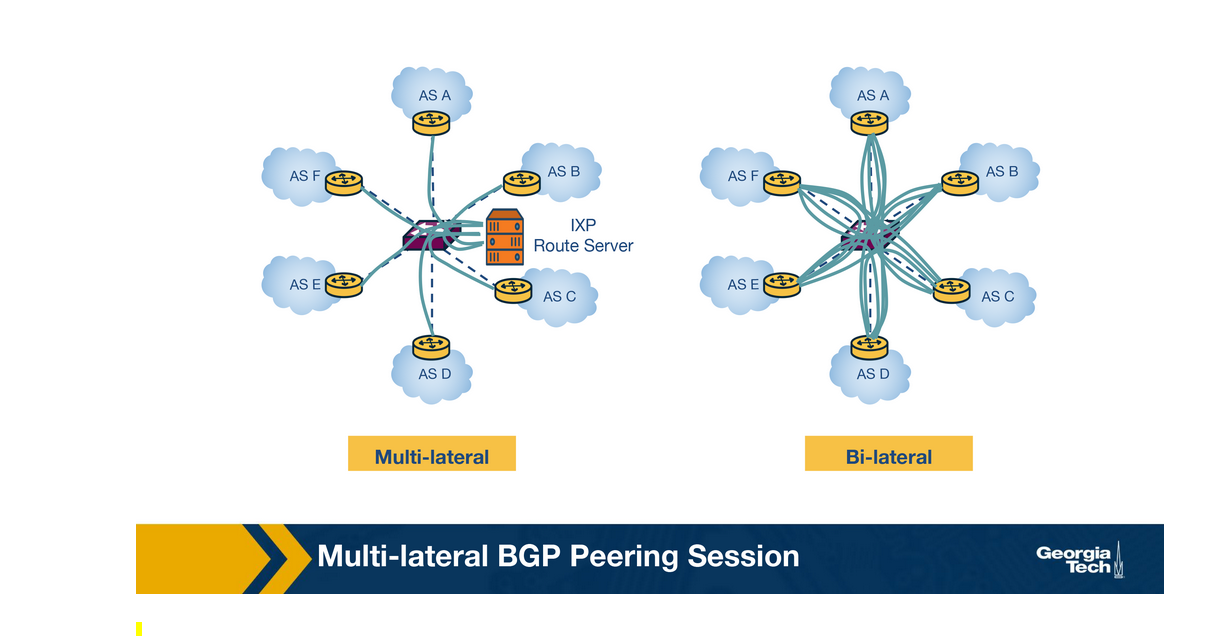 AS A
AS F
AS B
IXP
Route Server
AS E
AS C
AS D
Multi-lateral
AS A
AS F
AS B
AS E
AS C
AS D
Bi-lateral
Multi-lateral BGP Peering Session
Georgia
Tech